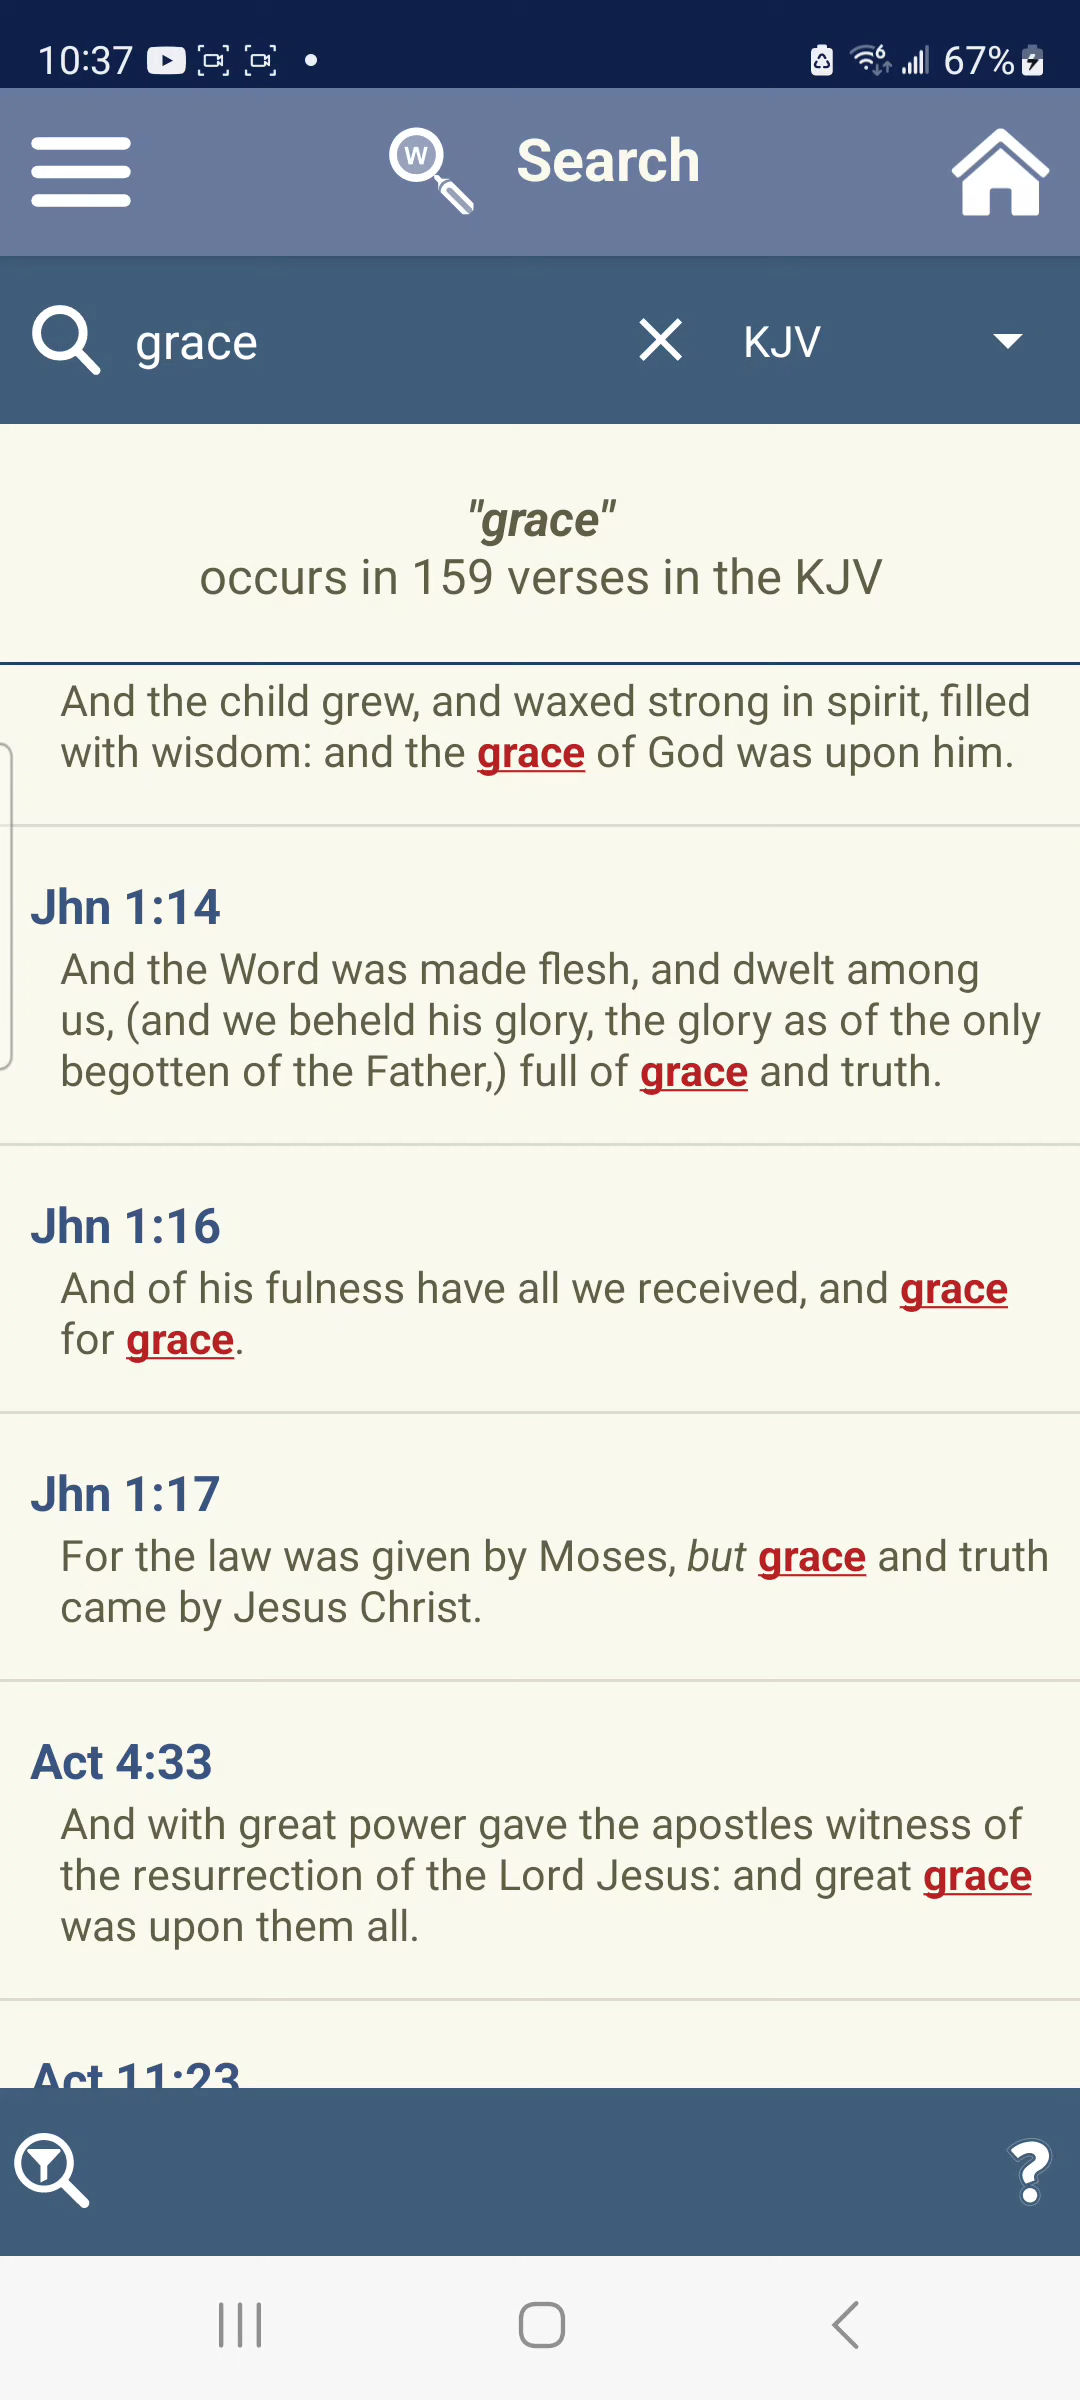 10:37
6
67%
W
Search
grace
KJV
"grace"
occurs in 159 verses in the KJV
And the child grew, and waxed strong in spirit, filled
with wisdom: and the grace of God was upon him.
Jhn 1:14
And the Word was made flesh, and dwelt among
us, (and we beheld his glory, the glory as of the only
begotten of the Father,) full of grace and truth.
Jhn 1:16
And of his fulness have all we received, and grace
for grace.
Jhn 1:17
For the law was given by Moses, but grace and truth
came by Jesus Christ.
Act 4:33
And with great power gave the apostles witness of
the resurrection of the Lord Jesus: and great grace
was upon them all.
Act 11:23
?